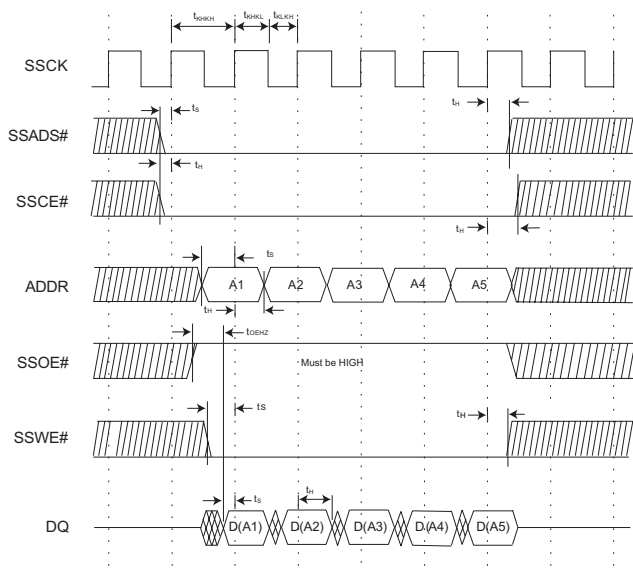 tKHKH tKHKL tKLKH
SSCK
tS tH
SSADS#
tH
SSCE#
tH
tS
ADDR A1 A2 A3 A4 A5
tH
tOEHZ
SSOE# Must be HIGH
tS tH
SSWE#
tS tH
DQ D(A1) D(A2) D(A3) D(A4) D(A5)